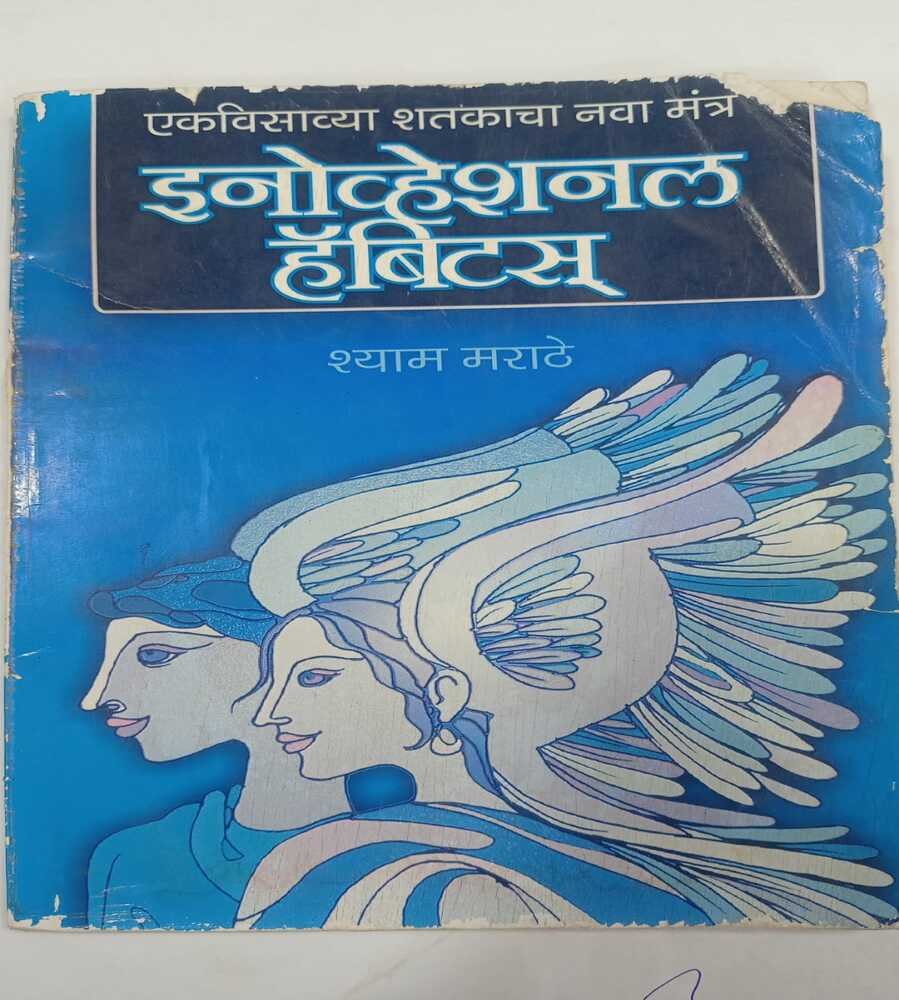 एकविसाव्या शतकाचा नवा मंत्र
इनोव्हेशनल
हॅबिटस्
श्याम मराठे